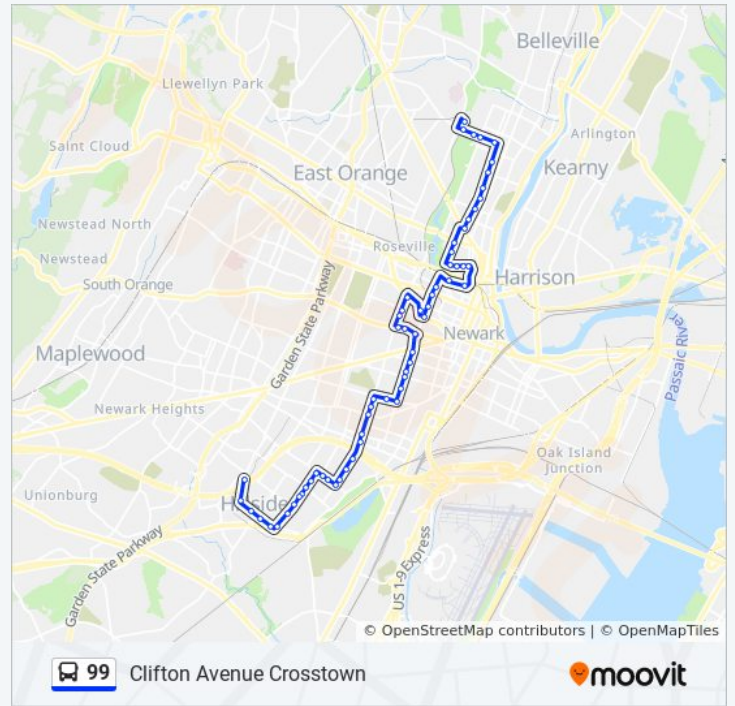 Belleville
Llewellyn Park
Arlington
Saint Cloud
East Orange
Kearny
Newstead North
Roseville
Newstead
South Orange
Harrison
Garden State Parkway
Newark
Maplewood
Passaic River
Newark Heights
Oak Island
Junction
Unionburg
Hillside
US 1-9 Express
Garden State Parkway
© OpenStreetMap contributors | © OpenMapTiles
99 Clifton Avenue Crosstown
moovit